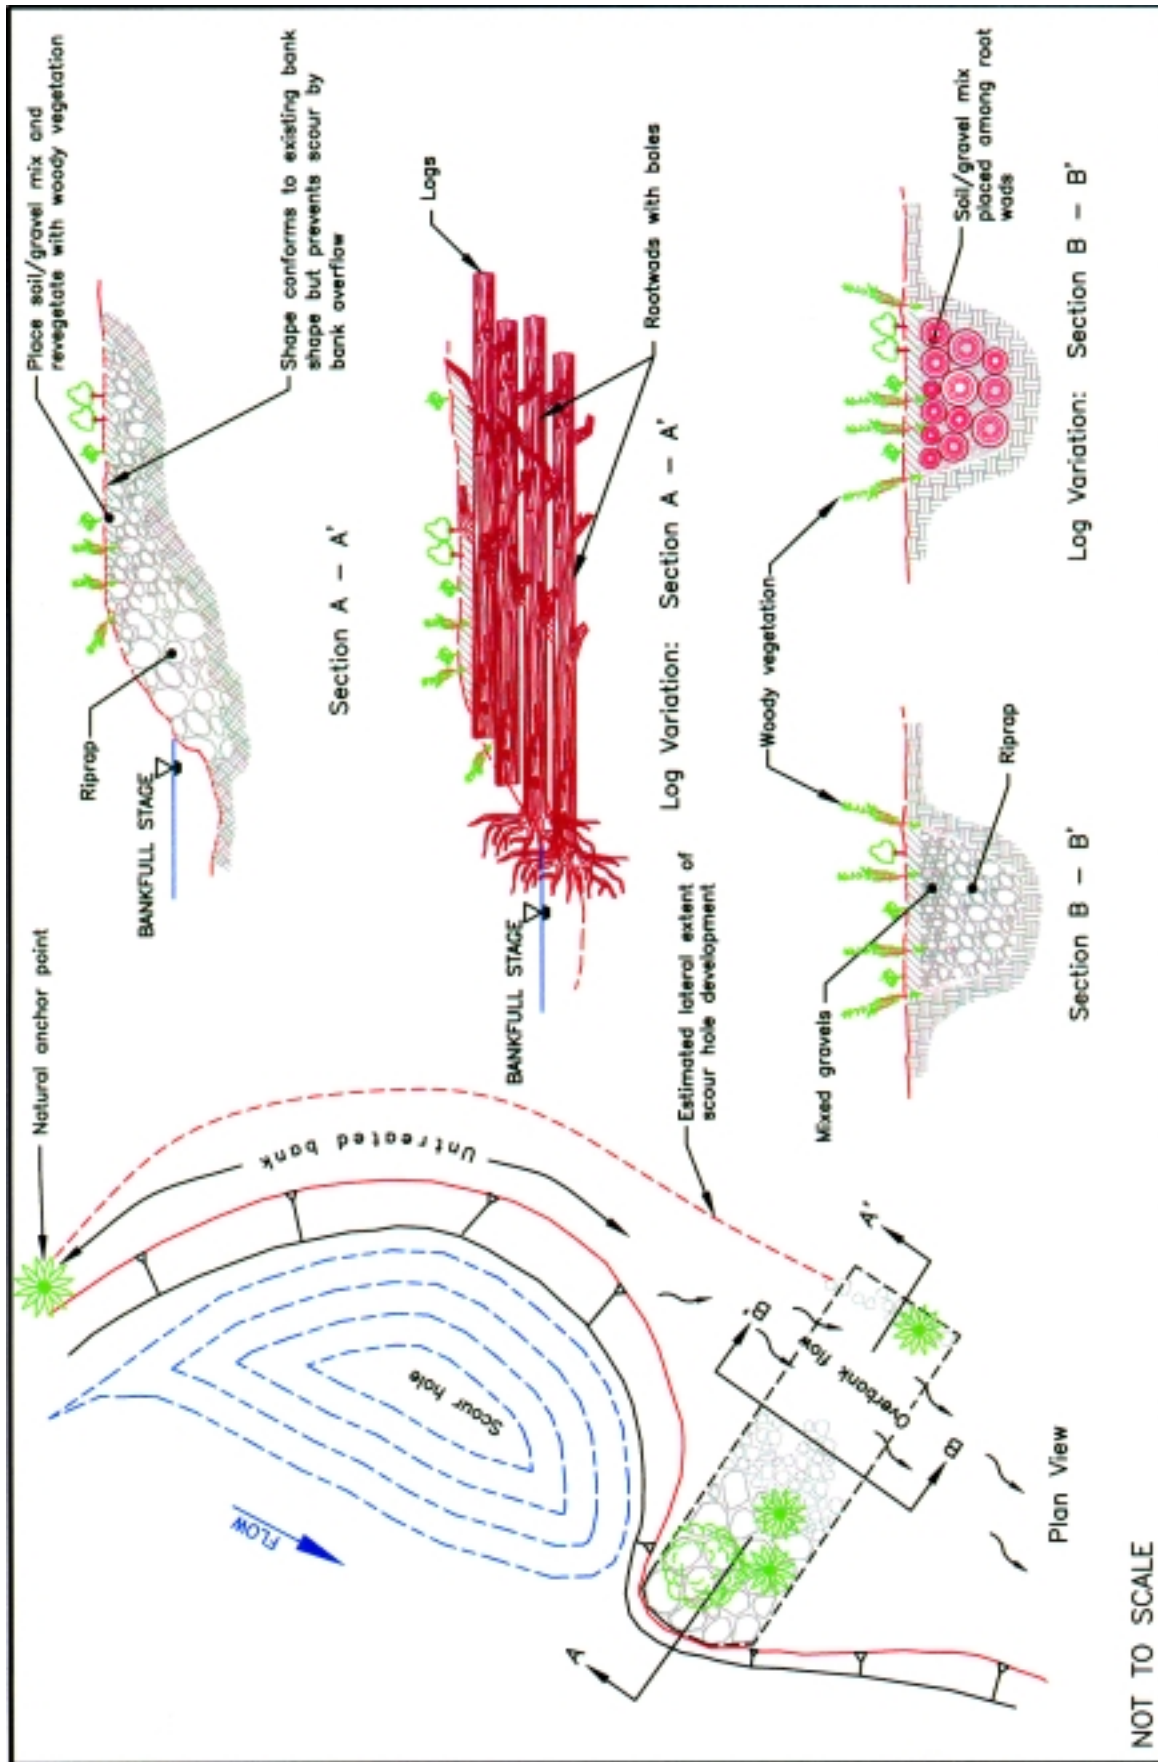 Natural anchor point
Untreated bank
Scour hole
FLOW
Estimated lateral extent of
scour hole development
A
A'
B
B'
Overbank flow
Plan View
NOT TO SCALE
Place soil/gravel mix and
revegetate with woody vegetation
Shape conforms to existing bank
shape but prevents scour by
bank overflow
Riprap
BANKFULL STAGE
Section A - A'
Logs
Rootwads with boles
BANKFULL STAGE
Log Variation: Section A - A'
Woody vegetation
Mixed gravels
Riprap
Section B - B'
Soil/gravel mix
placed among root
wads
Log Variation: Section B - B'